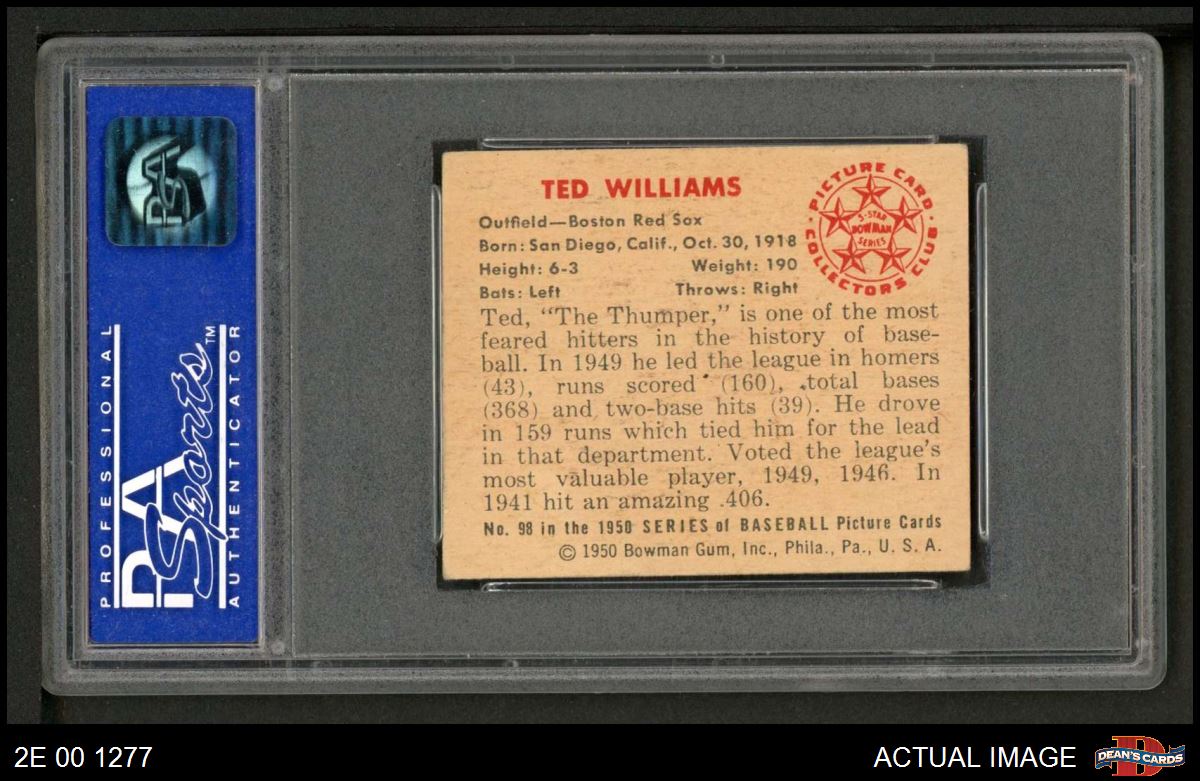 PSA
PROFESSIONAL
PSA Sports™
AUTHENTICATOR
TED WILLIAMS
Outfield—Boston Red Sox
Born: San Diego, Calif., Oct. 30, 1918
Height: 6-3 Weight: 190
Bats: Left Throws: Right
PICTURE CARD
5-STAR
BOWMAN
SERIES
COLLECTORS CLUB
Ted, "The Thumper," is one of the most
feared hitters in the history of base-
ball. In 1949 he led the league in homers
(43), runs scored (160), total bases
(368) and two-base hits (39). He drove
in 159 runs which tied him for the lead
in that department. Voted the league's
most valuable player, 1949, 1946. In
1941 hit an amazing .406.
No. 98 in the 1950 SERIES of BASEBALL Picture Cards
© 1950 Bowman Gum, Inc., Phila., Pa., U. S. A.
2E 00 1277
ACTUAL IMAGE
DEAN'S CARDS